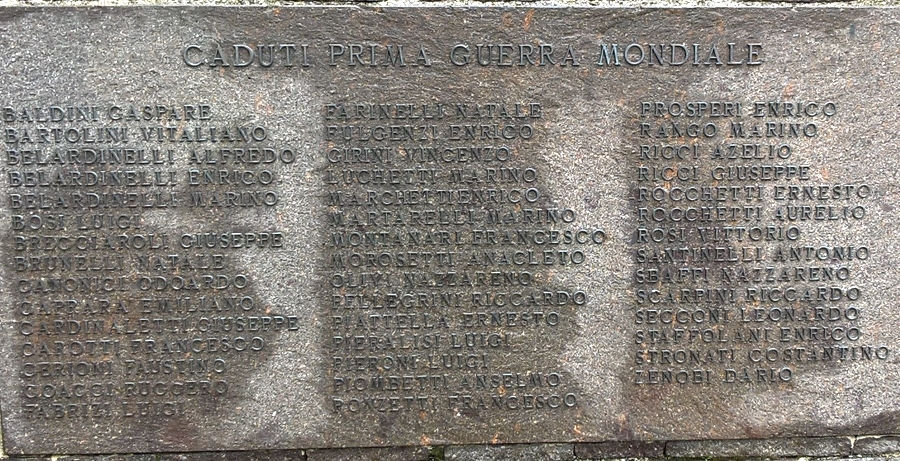 CADUTI PRIMA GUERRA MONDIALE
BALDINI GASPARE
BARTOLINI VITALIANO
BELARDINELLI ALFREDO
BELARDINELLI ENRICO
BELARDINELLI MARINO
BOSI LUIGI
BRECCIAROLI GIUSEPPE
BRUNELLI NATALE
CANONICI ODOARDO
CAPPARA EMILIANO
CARDINALETTI GIUSEPPE
CAROTTI FRANCESCO
CERIONI FAUSTINO
COACCI RUGGERO
FABRIZI LUIGI
FARINELLI NATALE
FULGENZI ENRICO
GIRINI VINCENZO
LUCHETTI MARINO
MARCHETTI ENRICO
MARTARELLI MARINO
MONTANARI FRANCESCO
MOROSETTI ANACLETO
OLIVI NAZZARENO
PELLEGRINI RICCARDO
PIATTELLA ERNESTO
PIERALISI LUIGI
PIERONI LUIGI
PIOMBETTI ANSELMO
PONZETTI FRANCESCO
PROSPERI ENRICO
RANGO MARINO
RICCI AZELIO
RICCI GIUSEPPE
ROCCHETTI ERNESTO
ROCCHETTI AURELIO
ROSI VITTORIO
SANTINELLI ANTONIO
SBAFFI NAZZARENO
SCARPINI RICCARDO
SECCONI LEONARDO
STAFFOLANI ENRICO
STRONATI COSTANTINO
ZENOBI DARIO